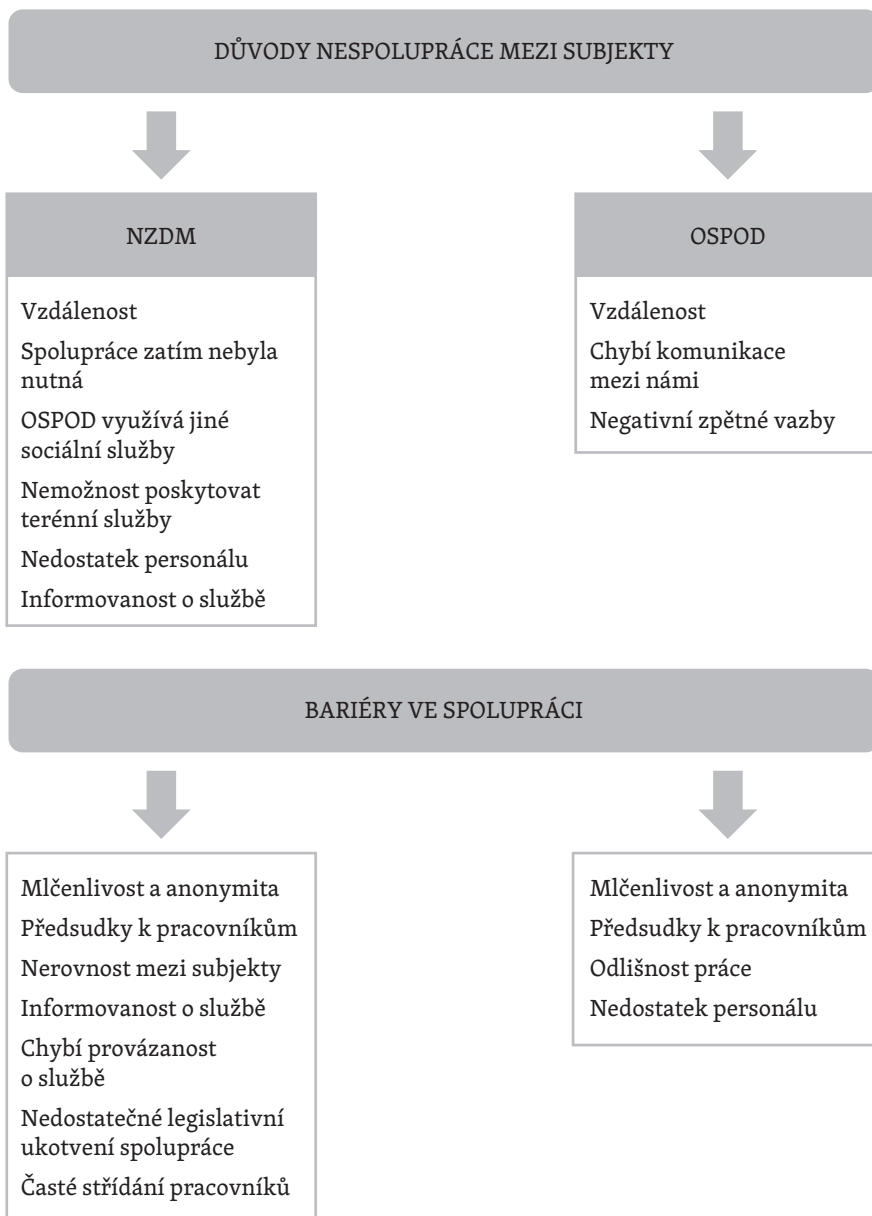 DŮVODY NESPOLUPRÁCE MEZI SUBJEKTY
NZDM
Vzdálenost
Spolupráce zatím nebyla
nutná
OSPOD využívá jiné
sociální služby
Nemožnost poskytovat
terénní služby
Nedostatek personálu
Informovanost o službě
OSPOD
Vzdálenost
Chybí komunikace
mezi námi
Negativní zpětné vazby
BARIÉRY VE SPOLUPRÁCI
Mlčenlivost a anonymita
Předsudky k pracovníkům
Nerovnost mezi subjekty
Informovanost o službě
Chybí provázanost
o službě
Nedostatečné legislativní
ukotvení spolupráce
Časté střídání pracovníků
Mlčenlivost a anonymita
Předsudky k pracovníkům
Odlišnost práce
Nedostatek personálu